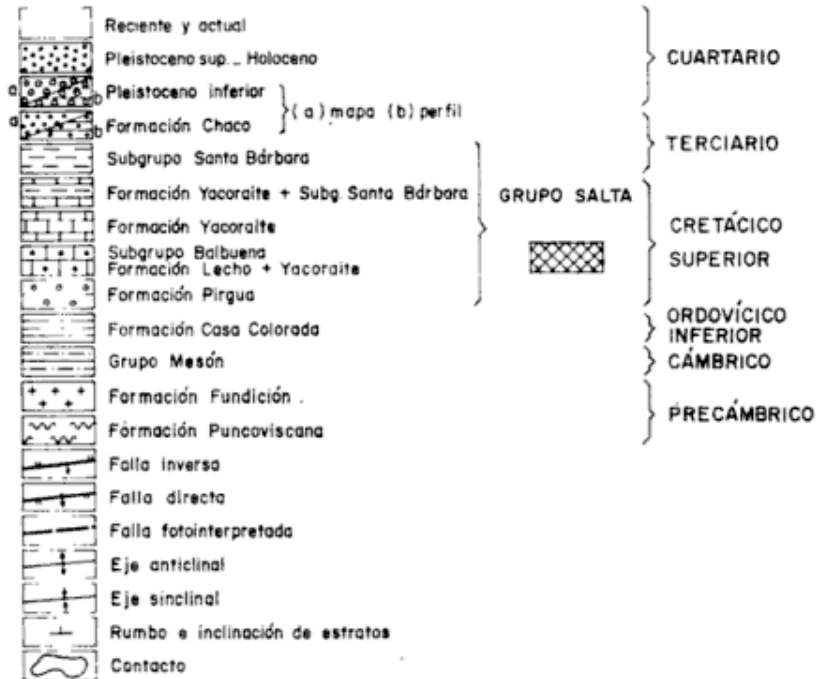 Reciente y actual
Pleistoceno sup._ Holoceno
CUARTARIO
a
b
Pleistoceno inferior
(a) mapa (b) perfil
a
b
Formación Chaco
TERCIARIO
Subgrupo Santa Bárbara
Formación Yacoraite + Subg. Santa Bárbara
GRUPO SALTA
Formación Yacoraite
CRETÁCICO
SUPERIOR
Subgrupo Balbuena
Formación Lecho + Yacoraite
Formación Pirgua
Formación Casa Colorada
ORDOVÍCICO
INFERIOR
Grupo Mesón
CÁMBRICO
Formación Fundición .
PRECÁMBRICO
Formación Puncoviscana
Falla inversa
Falla directa
Falla fotointerpretada
Eje anticlinal
Eje sinclinal
Rumbo e inclinación de estratos
Contacto